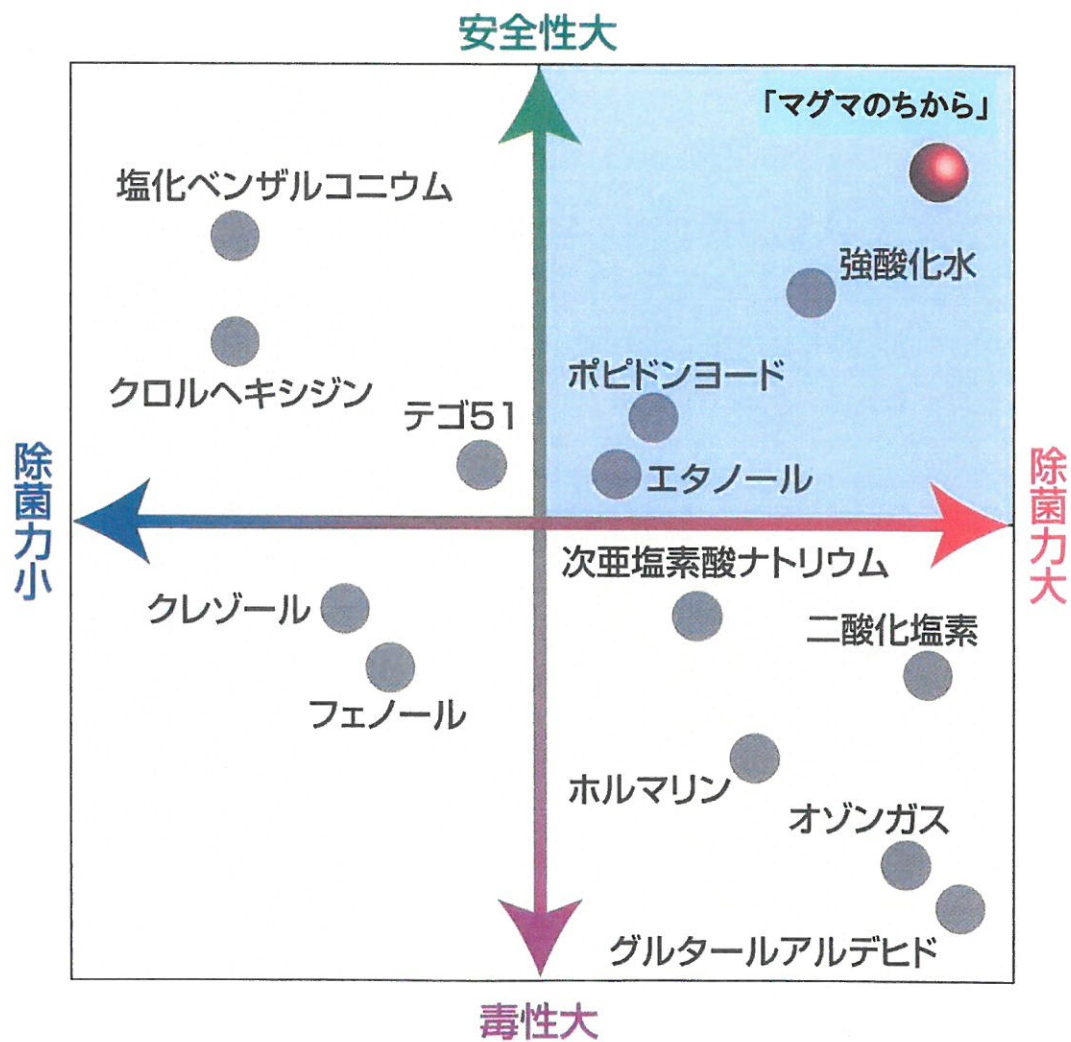 安全性大
「マグマのちから」
塩化ベンザルコニウム
強酸化水
ポピドンヨード
クロルヘキシジン
テゴ51
エタノール
除菌力小
除菌力大
次亜塩素酸ナトリウム
クレゾール
二酸化塩素
フェノール
ホルマリン
オゾンガス
グルタールアルデヒド
毒性大